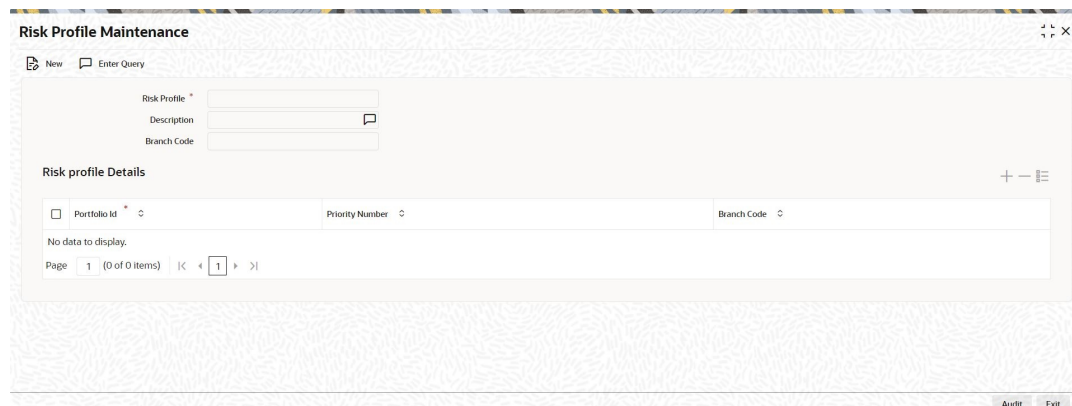 Risk Profile Maintenance
New Enter Query
Risk Profile *
Description
Branch Code
Risk profile Details
Portfolio Id * Priority Number Branch Code
No data to display.
Page 1 (0 of 0 items) 1
Audit Exit